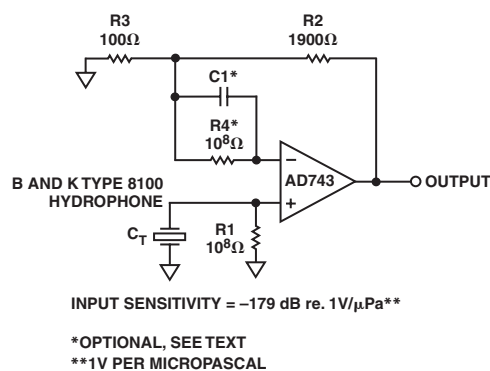 R3
100Ω
R2
1900Ω
C1*
R4*
10⁸Ω
−
AD743
+
OUTPUT
B AND K TYPE 8100
HYDROPHONE
CT
R1
10⁸Ω
INPUT SENSITIVITY = –179 dB re. 1V/μPa**
*OPTIONAL, SEE TEXT
**1V PER MICROPASCAL